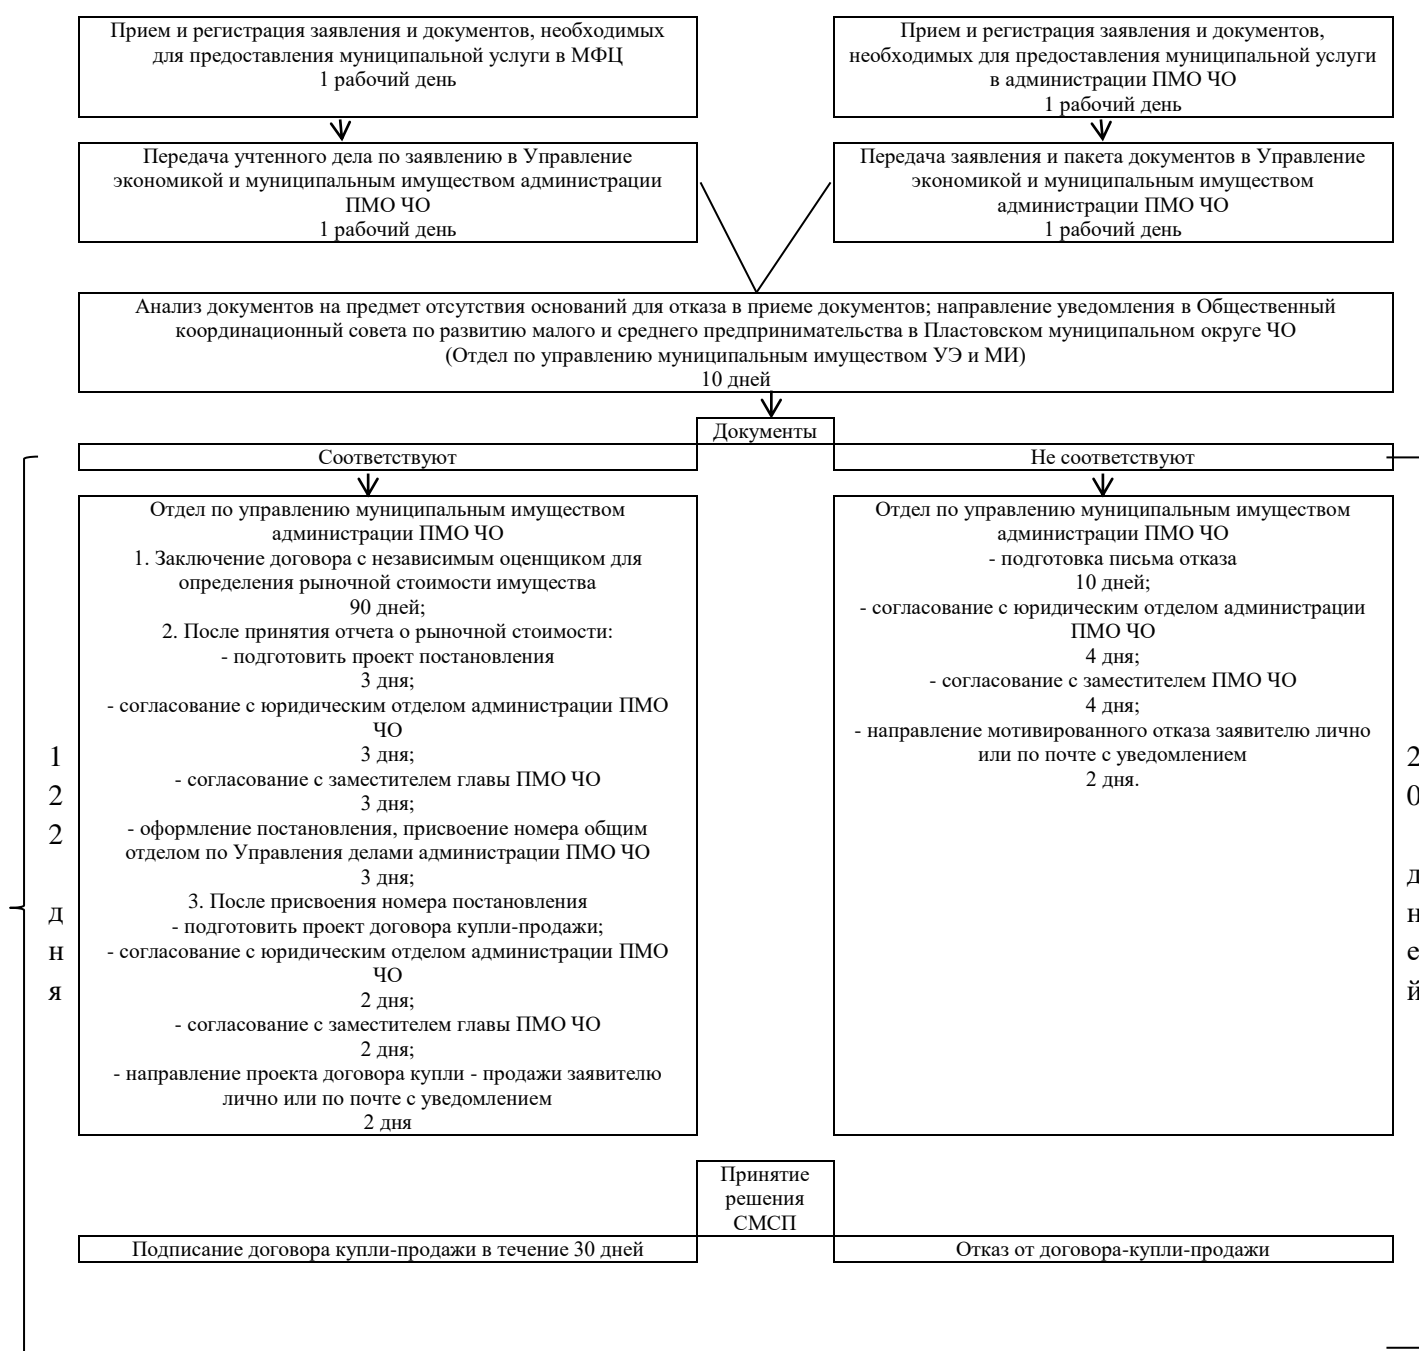 Прием и регистрация заявления и документов, необходимых
для предоставления муниципальной услуги в МФЦ
1 рабочий день
Прием и регистрация заявления и документов,
необходимых для предоставления муниципальной услуги
в администрации ПМО ЧО
1 рабочий день
Передача учтенного дела по заявлению в Управление
экономикой и муниципальным имуществом администрации
ПМО ЧО
1 рабочий день
Передача заявления и пакета документов в Управление
экономикой и муниципальным имуществом
администрации ПМО ЧО
1 рабочий день
Анализ документов на предмет отсутствия оснований для отказа в приеме документов; направление уведомления в Общественный
координационный совета по развитию малого и среднего предпринимательства в Пластовском муниципальном округе ЧО
(Отдел по управлению муниципальным имуществом УЭ и МИ)
10 дней
Документы
Соответствуют
Не соответствуют
Отдел по управлению муниципальным имуществом
администрации ПМО ЧО
1. Заключение договора с независимым оценщиком для
определения рыночной стоимости имущества
90 дней;
2. После принятия отчета о рыночной стоимости:
- подготовить проект постановления
3 дня;
- согласование с юридическим отделом администрации ПМО
ЧО
3 дня;
- согласование с заместителем главы ПМО ЧО
3 дня;
- оформление постановления, присвоение номера общим
отделом по Управления делами администрации ПМО ЧО
3 дня;
3. После присвоения номера постановления
- подготовить проект договора купли-продажи;
- согласование с юридическим отделом администрации ПМО
ЧО
2 дня;
- согласование с заместителем главы ПМО ЧО
2 дня;
- направление проекта договора купли - продажи заявителю
лично или по почте с уведомлением
2 дня
Отдел по управлению муниципальным имуществом
администрации ПМО ЧО
- подготовка письма отказа
10 дней;
- согласование с юридическим отделом администрации
ПМО ЧО
4 дня;
- согласование с заместителем ПМО ЧО
4 дня;
- направление мотивированного отказа заявителю лично
или по почте с уведомлением
2 дня.
1
2
2
д
н
я
2
0
д
н
е
й
Принятие
решения
СМСП
Подписание договора купли-продажи в течение 30 дней
Отказ от договора-купли-продажи